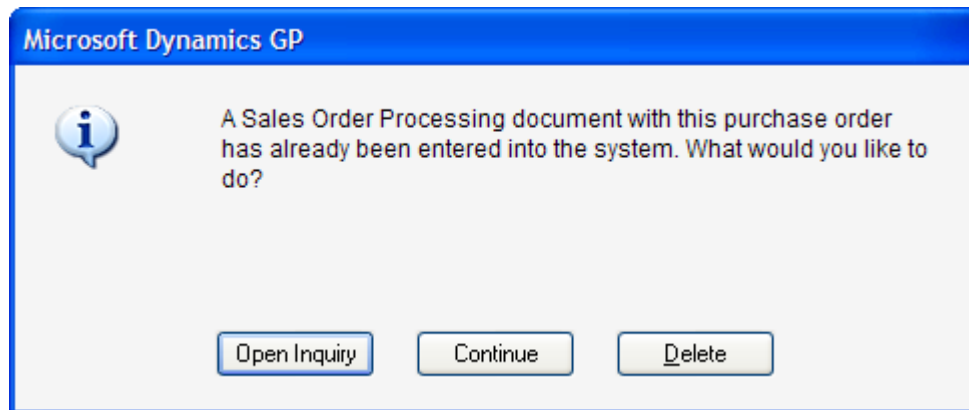 Microsoft Dynamics GP
A Sales Order Processing document with this purchase order
has already been entered into the system. What would you like to
do?
Open Inquiry Continue Delete